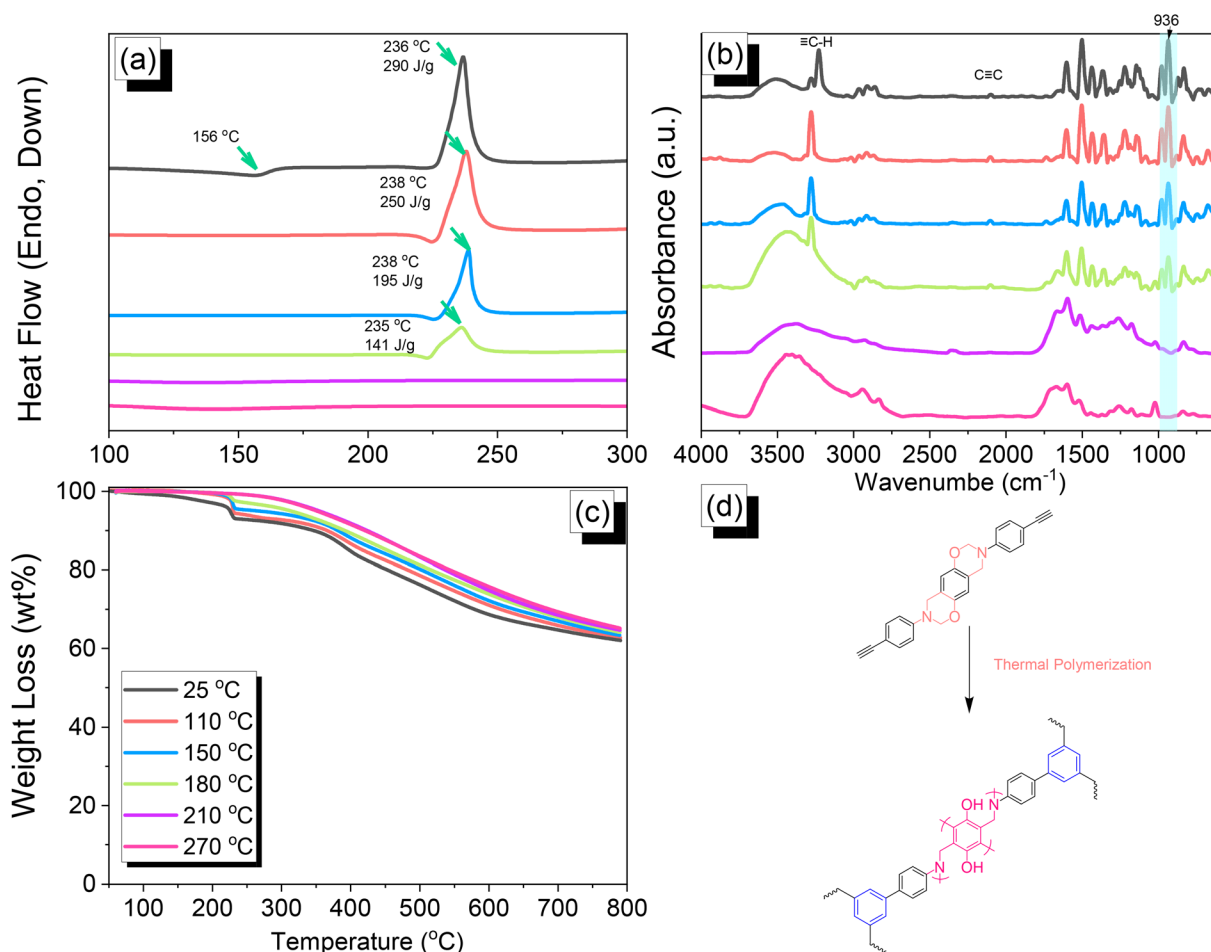 (a)
236 °C
290 J/g
156 °C
238 °C
250 J/g
238 °C
195 J/g
235 °C
141 J/g
Heat Flow (Endo, Down)
100 150 200 250 300
(b)
936
≡C-H
C≡C
Absorbance (a.u.)
4000 3500 3000 2500 2000 1500 1000
Wavenumbe (cm⁻¹)
(c)
100
80
60
40
20
0
Weight Loss (wt%)
25 °C
110 °C
150 °C
180 °C
210 °C
270 °C
100 200 300 400 500 600 700 800
Temperature (°C)
(d)
O N
N O
Thermal Polymerization
OH N
N OH